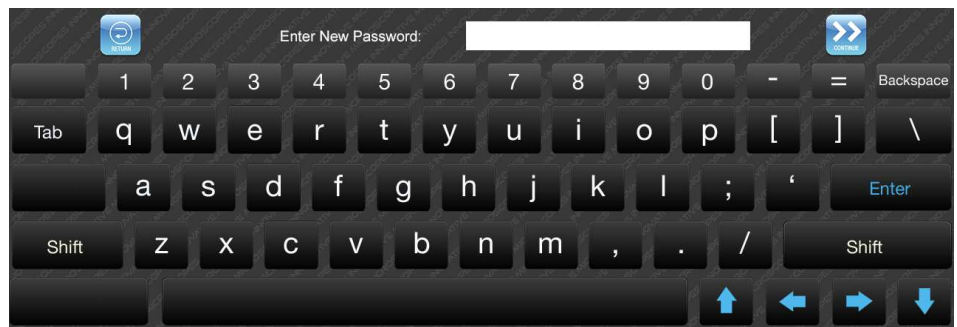 RETURN Enter New Password: CONTINUE
1 2 3 4 5 6 7 8 9 0 - = Backspace
Tab q w e r t y u i o p [ ] \
a s d f g h j k l ; ‘ Enter
Shift z x c v b n m , . / Shift